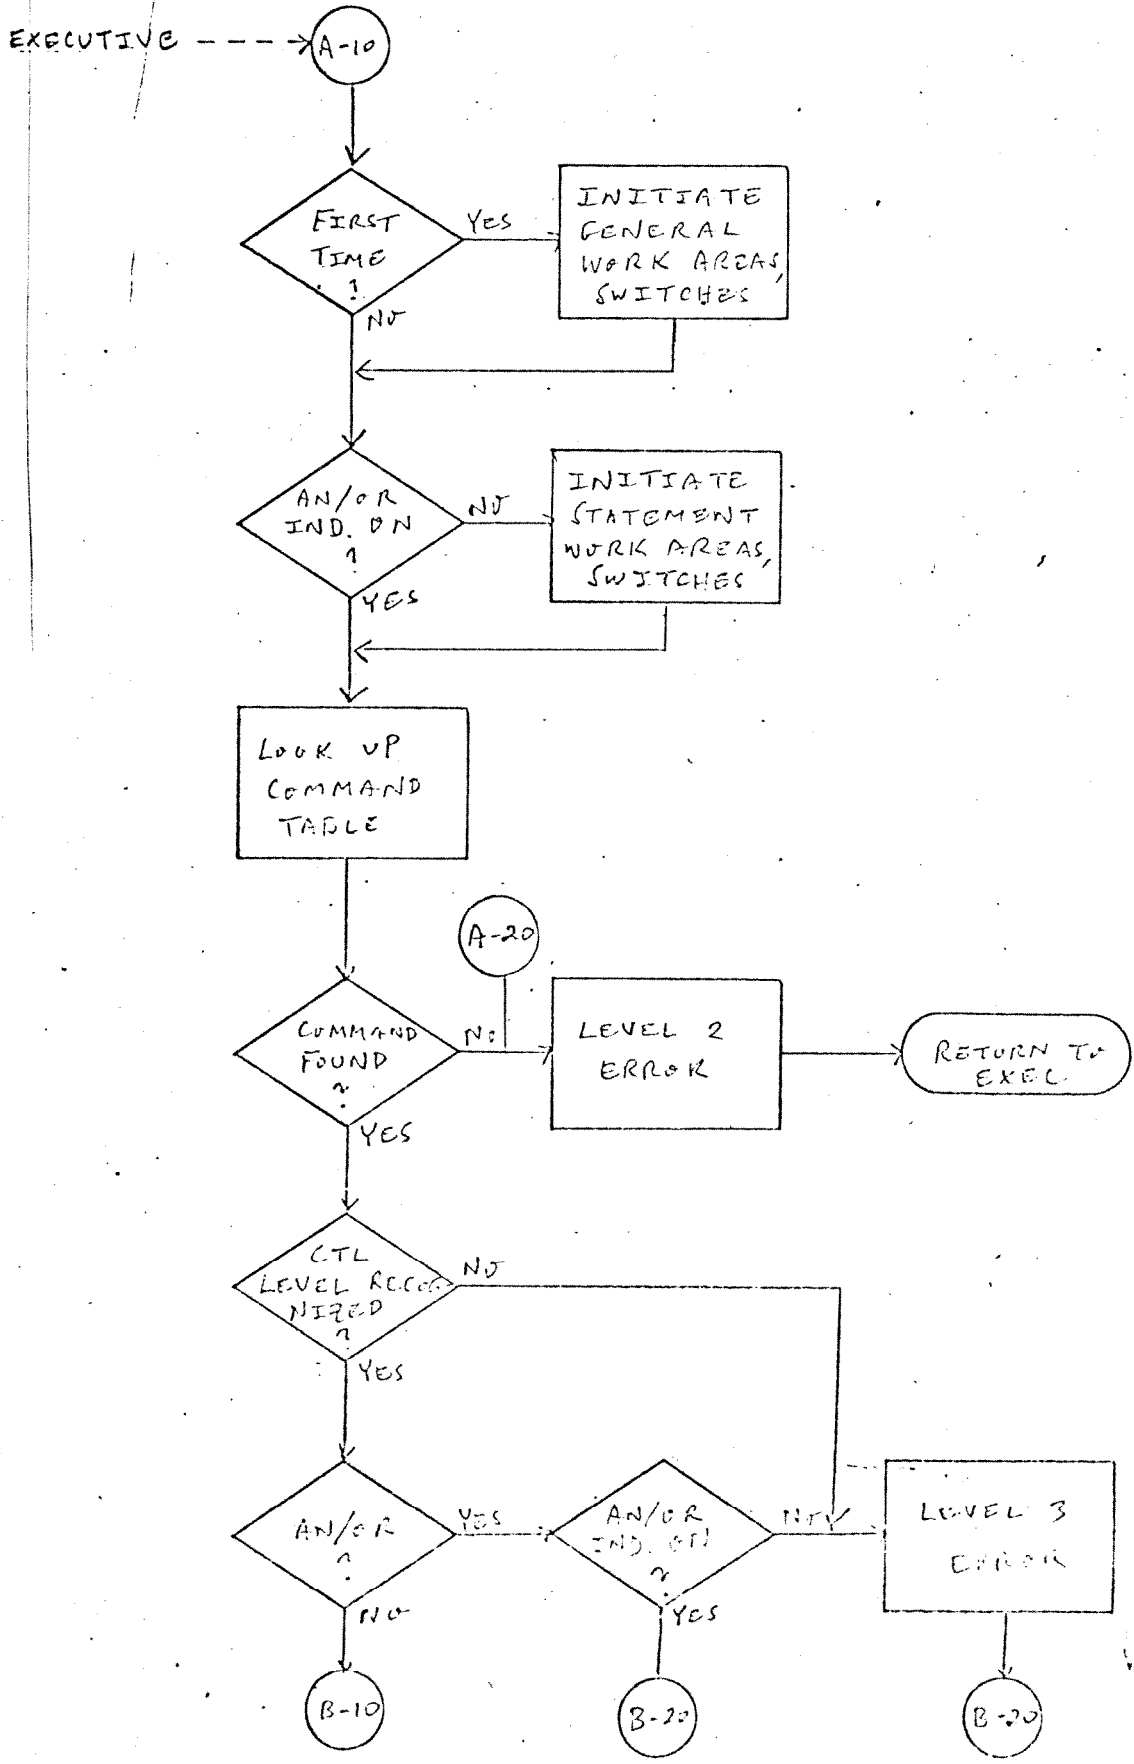 EXECUTIVE
A-10
FIRST
TIME
?
YES
NO
INITIATE
GENERAL
WORK AREAS,
SWITCHES
AN/OR
IND. ON
?
NO
YES
INITIATE
STATEMENT
WORK AREAS,
SWITCHES
LOOK UP
COMMAND
TABLE
A-20
COMMAND
FOUND
?
NO
YES
LEVEL 2
ERROR
RETURN TO
EXEC.
CTL
LEVEL RECOG-
NIZED
?
NO
YES
AN/OR
?
YES
NO
AN/OR
IND. ON
?
NO
YES
LEVEL 3
ERROR
B-10
B-20
B-20